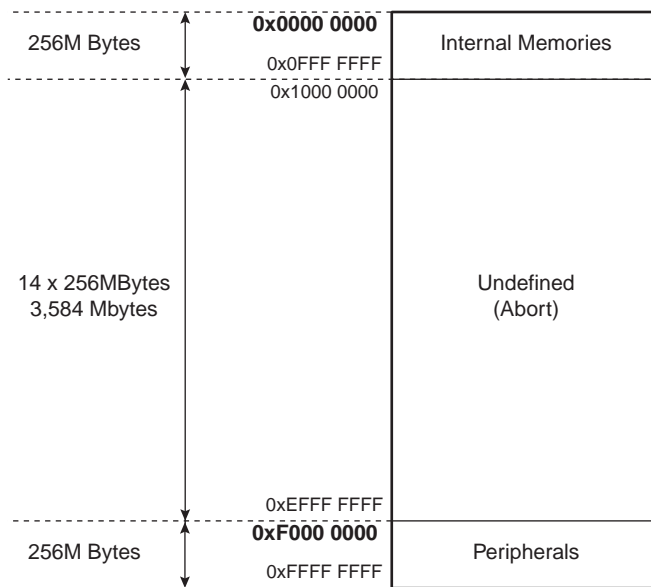 0x0000 0000
256M Bytes
Internal Memories
0x0FFF FFFF
0x1000 0000
14 x 256MBytes
3,584 Mbytes
Undefined
(Abort)
0xEFFF FFFF
0xF000 0000
256M Bytes
Peripherals
0xFFFF FFFF